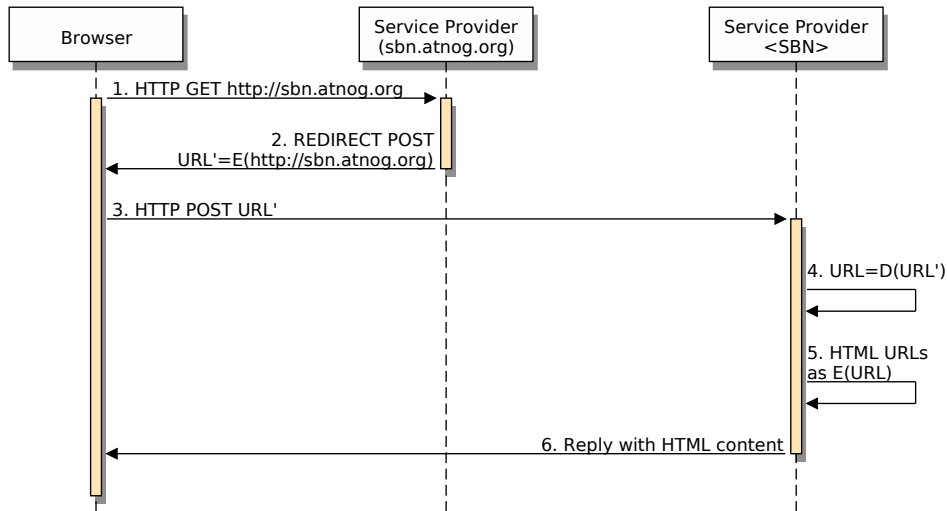 Browser
Service Provider
(sbn.atnog.org)
Service Provider
<SBN>
1. HTTP GET http://sbn.atnog.org
2. REDIRECT POST
URL'=E(http://sbn.atnog.org)
3. HTTP POST URL'
4. URL=D(URL')
5. HTML URLs
as E(URL)
6. Reply with HTML content